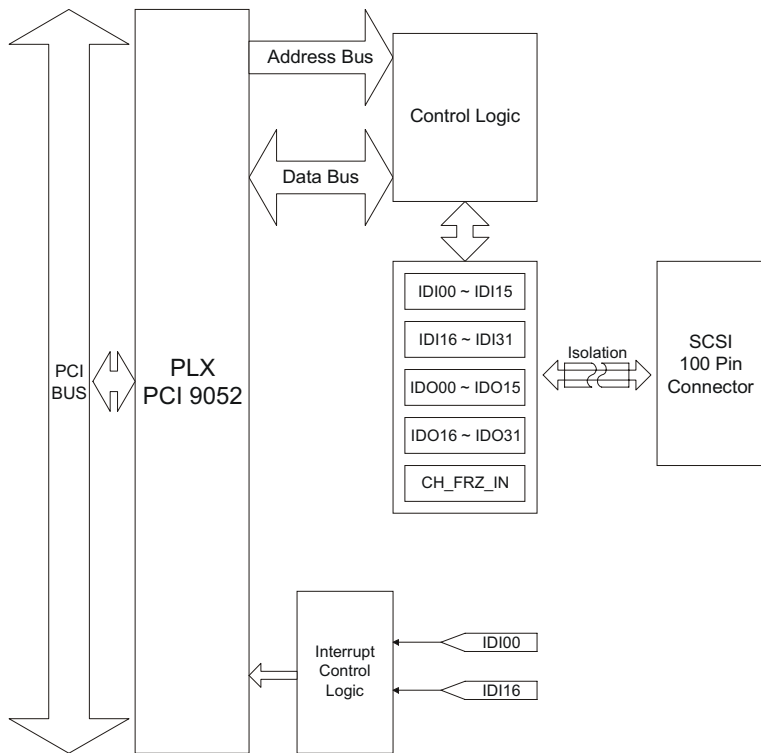 Address Bus
Control Logic
Data Bus
IDI00 ~ IDI15
IDI16 ~ IDI31
IDO00 ~ IDO15
IDO16 ~ IDO31
CH_FRZ_IN
Isolation
SCSI
100 Pin
Connector
PCI
BUS
PLX
PCI 9052
Interrupt
Control
Logic
IDI00
IDI16